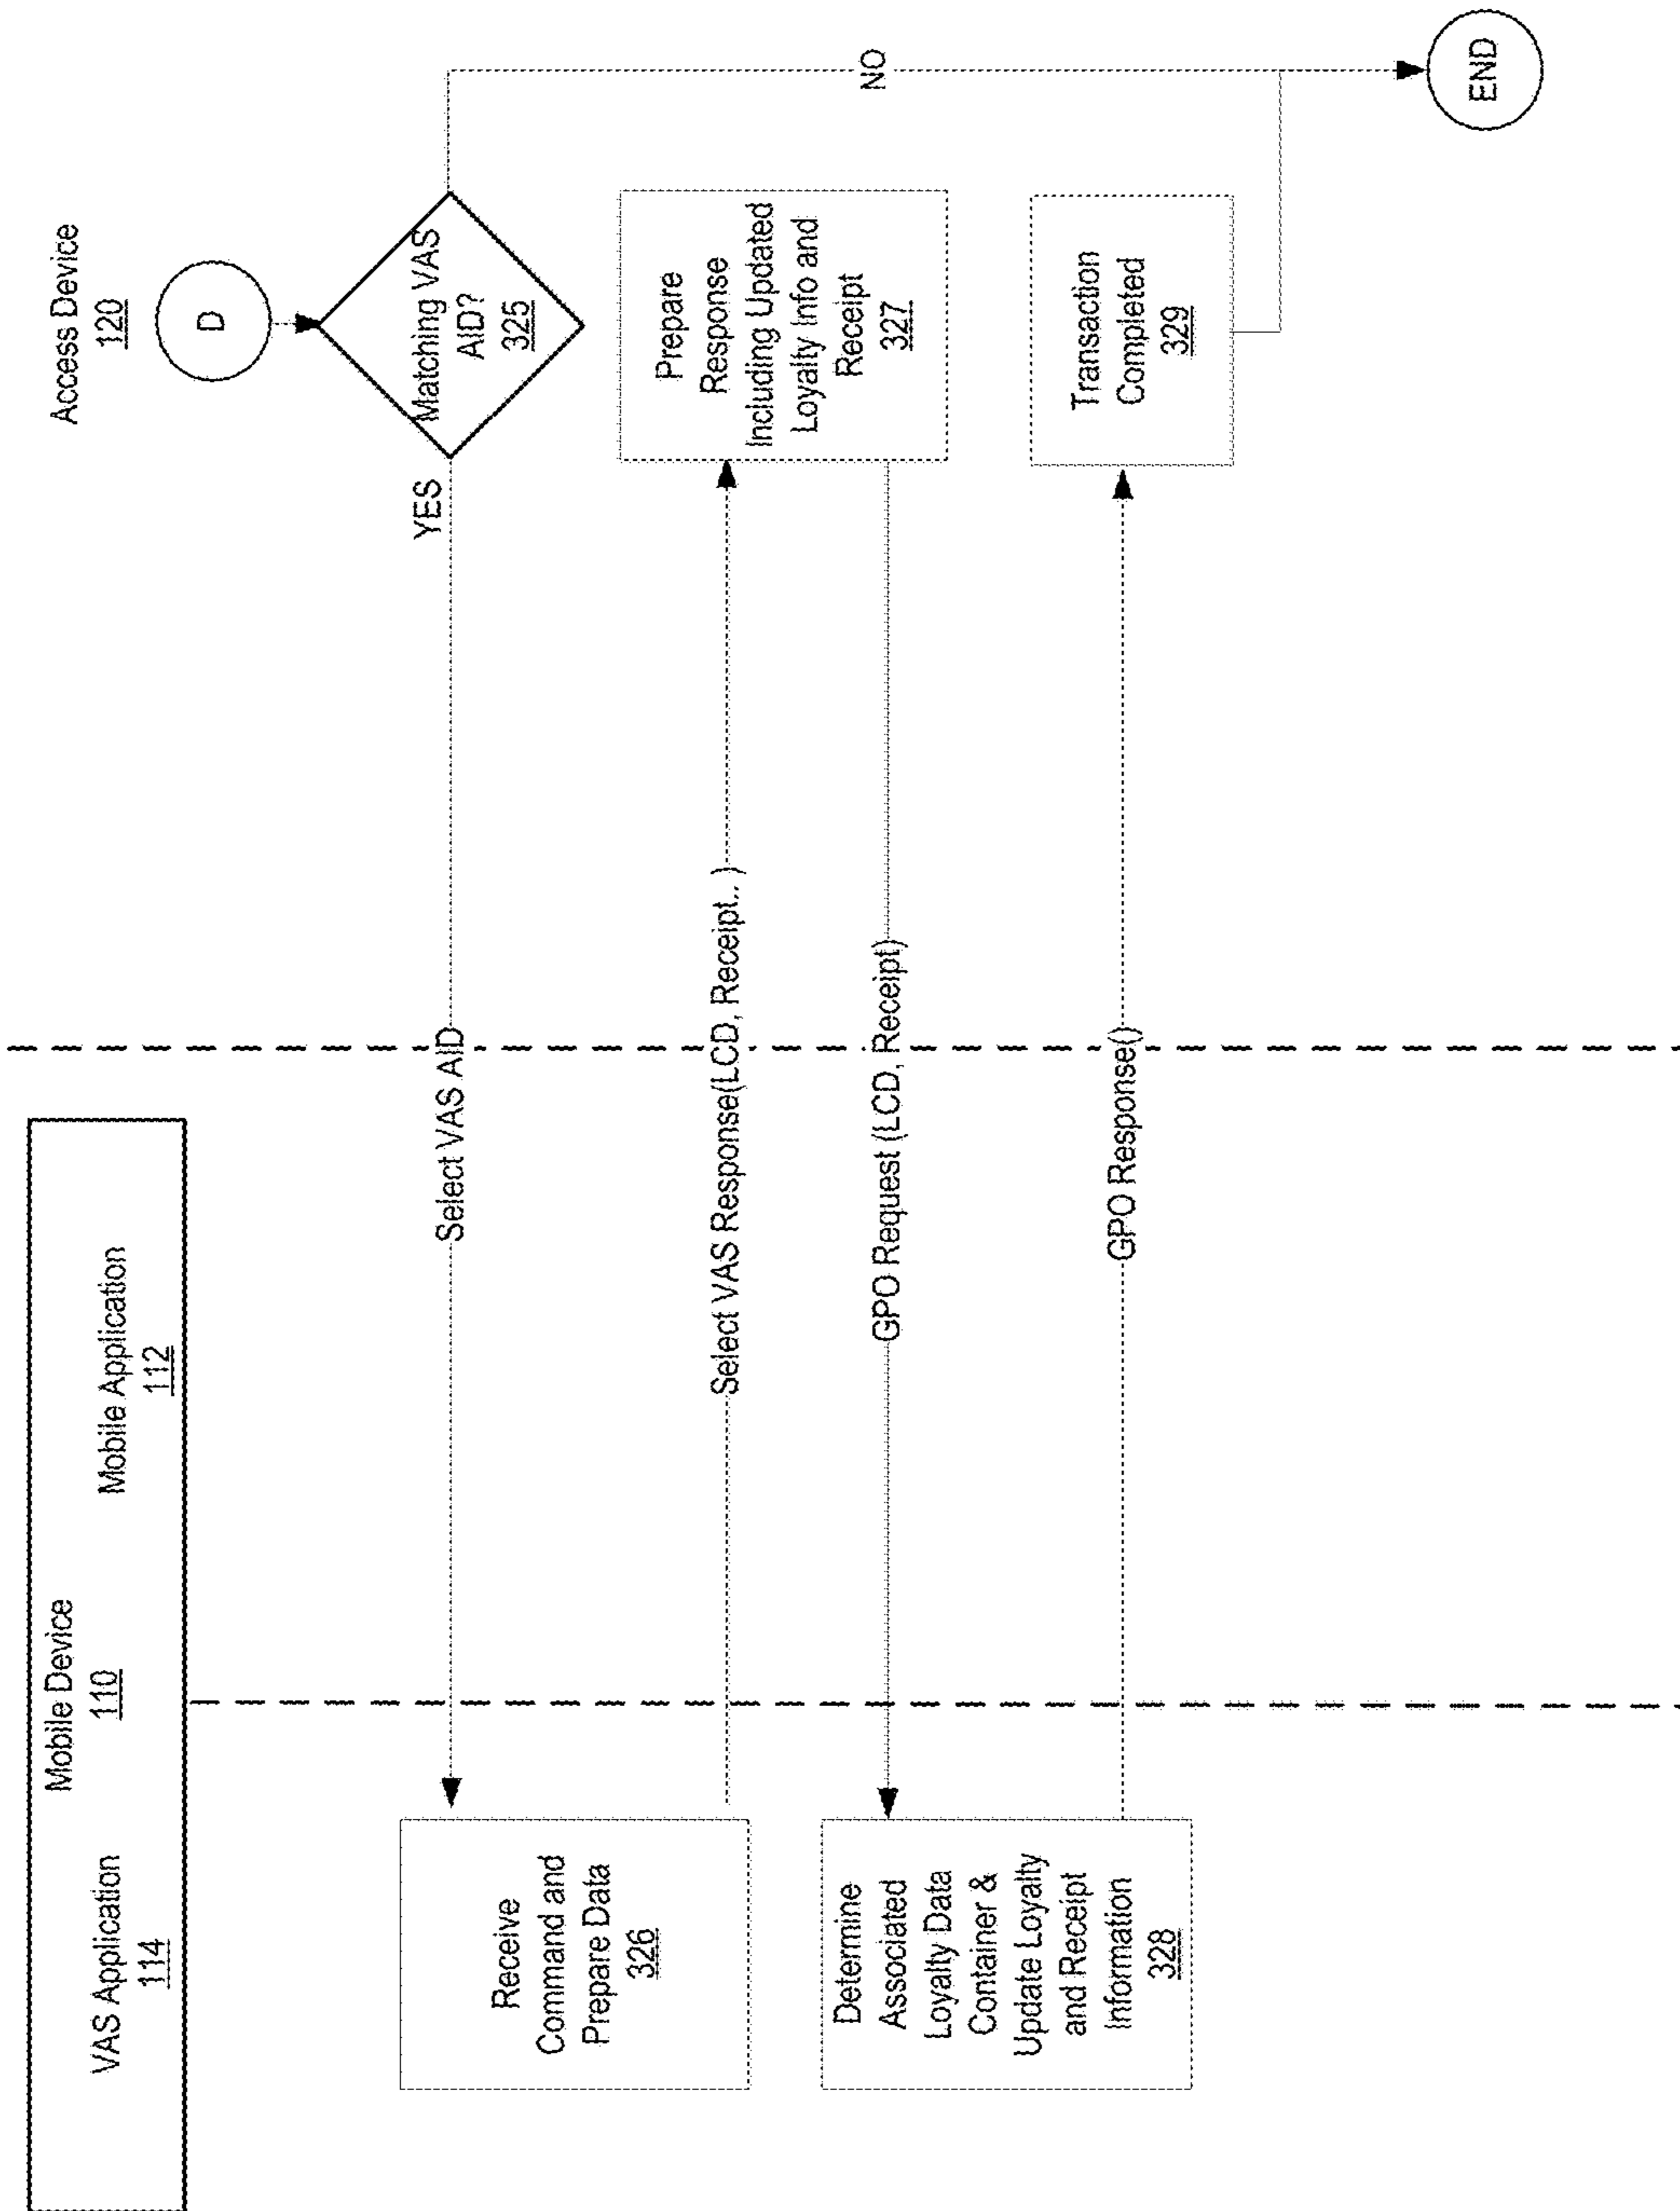 Mobile Device
110
VAS Application
114
Mobile Application
112
Access Device
120
D
Matching VAS
AID?
325
YES
NO
Select VAS AID
Receive
Command and
Prepare Data
326
Select VAS Response(LCD, Receipt.. )
Prepare
Response
Including Updated
Loyalty Info and
Receipt
327
GPO Request (LCD, Receipt)
Determine
Associated
Loyalty Data
Container &
Update Loyalty
and Receipt
Information
328
GPO Response()
Transaction
Completed
329
END